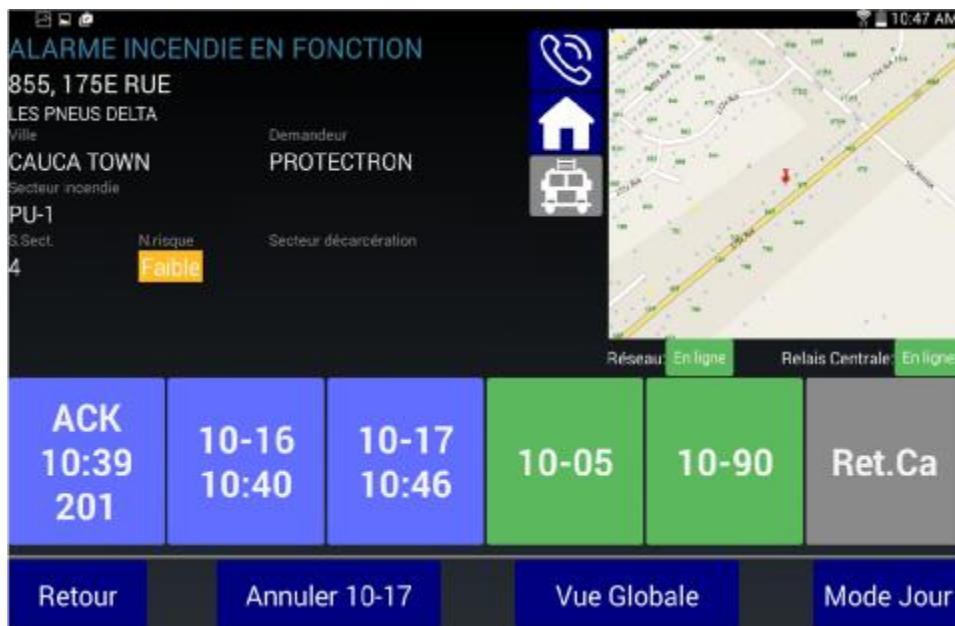 10:47 AM
ALARME INCENDIE EN FONCTION
855, 175E RUE
LES PNEUS DELTA
Ville Demandeur
CAUCA TOWN PROTECTRON
Secteur incendie
PU-1
S.Sect. N.risque Secteur décarcération
4 Faible
Réseau: En ligne Relais Centrale: En ligne
ACK
10:39
201
10-16
10:40
10-17
10:46
10-05
10-90
Ret.Ca
Retour Annuler 10-17 Vue Globale Mode Jour